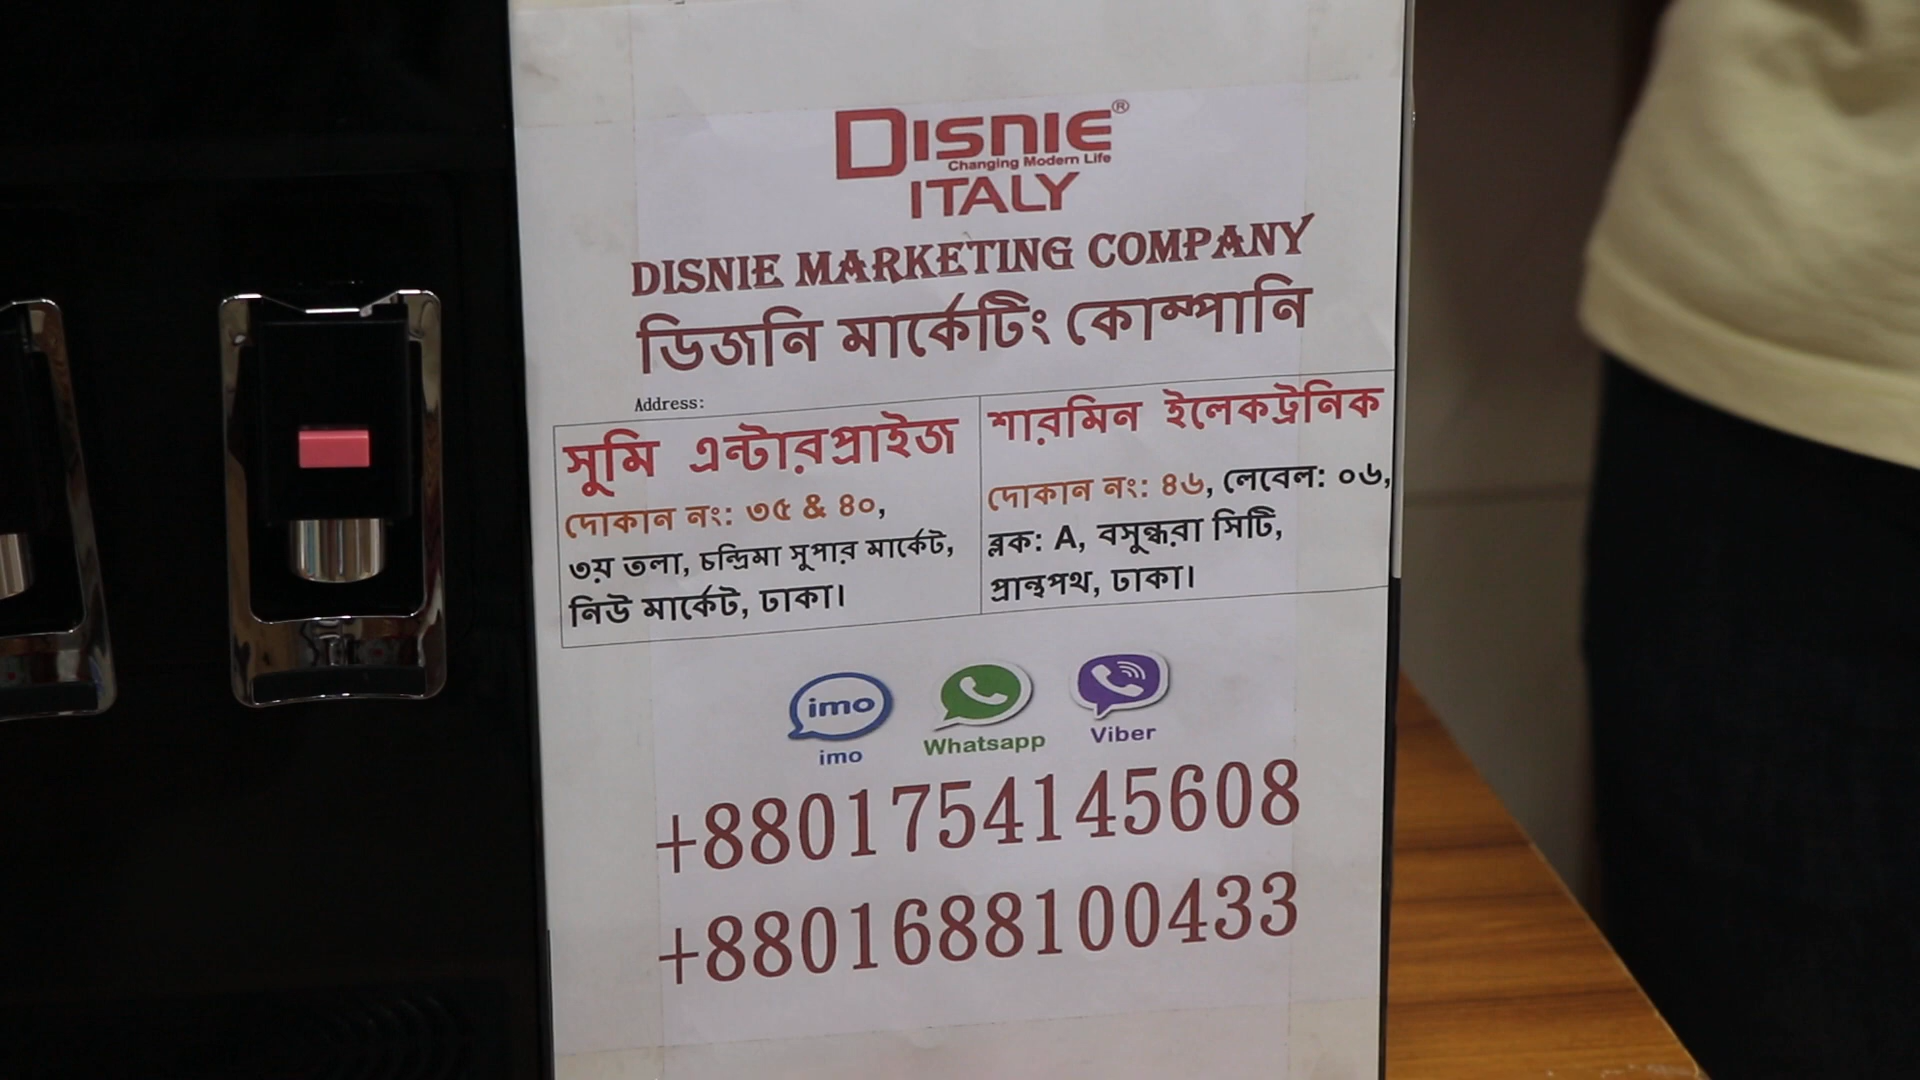 DISNIE®
Changing Modern Life
ITALY
DISNIE MARKETING COMPANY
ডিজনি মার্কেটিং কোম্পানি
Address:
সুমি এন্টারপ্রাইজ
দোকান নং: ৩৫ & ৪০,
৩য় তলা, চন্দ্রিমা সুপার মার্কেট,
নিউ মার্কেট, ঢাকা।
শারমিন ইলেকট্রনিক
দোকান নং: ৪৬, লেবেল: ০৬,
ব্লক: A, বসুন্ধরা সিটি,
প্রান্থপথ, ঢাকা।
imo
imo
Whatsapp
Viber
+8801754145608
+8801688100433